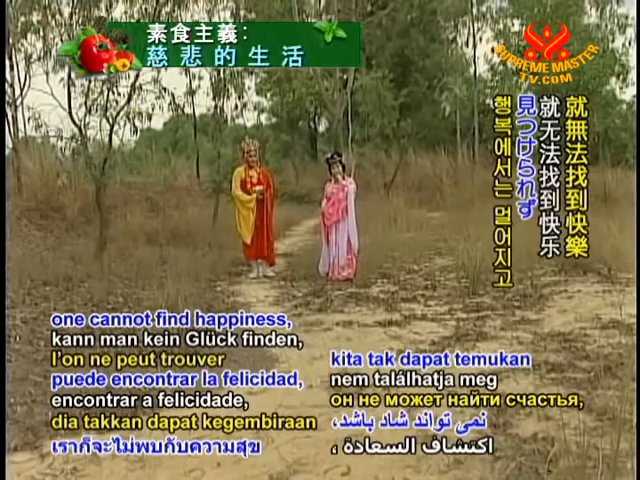 素食主義：
慈悲的生活
SUPREME MASTER
TV.COM
就無法找到快樂
就无法找到快乐
見つけられず
행복에서는 멀어지고
one cannot find happiness,
kann man kein Glück finden,
l'on ne peut trouver
puede encontrar la felicidad,
encontrar a felicidade,
dia takkan dapat kegembiraan
เราก็จะไม่พบกับความสุข
kita tak dapat temukan
nem találhatja meg
он не может найти счастья,
نمی تواند شاد باشد،
اكتشاف السعادة ،